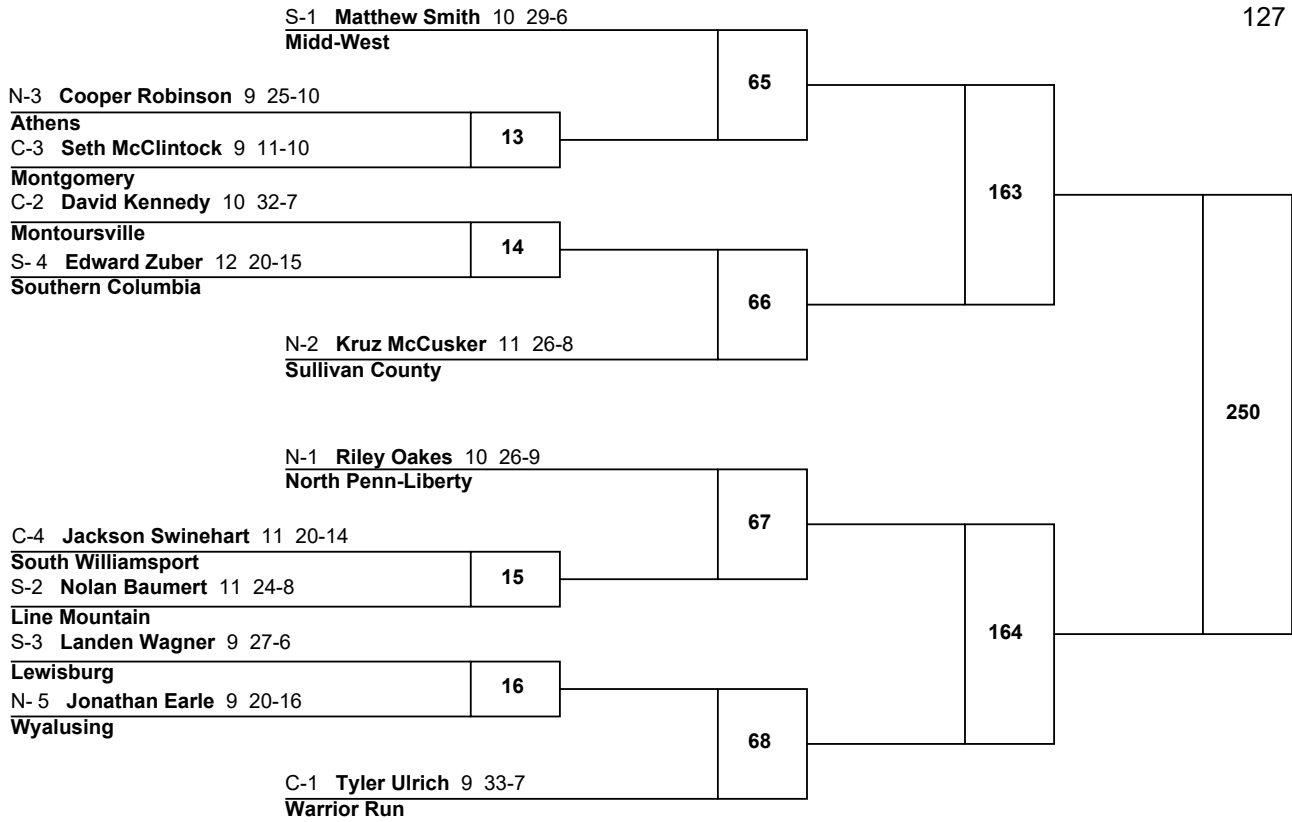 S-1 Matthew Smith 10 29-6
127
Midd-West
65
N-3 Cooper Robinson 9 25-10
Athens
13
C-3 Seth McClintock 9 11-10
Montgomery
163
C-2 David Kennedy 10 32-7
Montoursville
14
S- 4 Edward Zuber 12 20-15
Southern Columbia
66
N-2 Kruz McCusker 11 26-8
Sullivan County
250
N-1 Riley Oakes 10 26-9
North Penn-Liberty
67
C-4 Jackson Swinehart 11 20-14
South Williamsport
15
S-2 Nolan Baumert 11 24-8
Line Mountain
164
S-3 Landen Wagner 9 27-6
Lewisburg
16
N- 5 Jonathan Earle 9 20-16
Wyalusing
68
C-1 Tyler Ulrich 9 33-7
Warrior Run